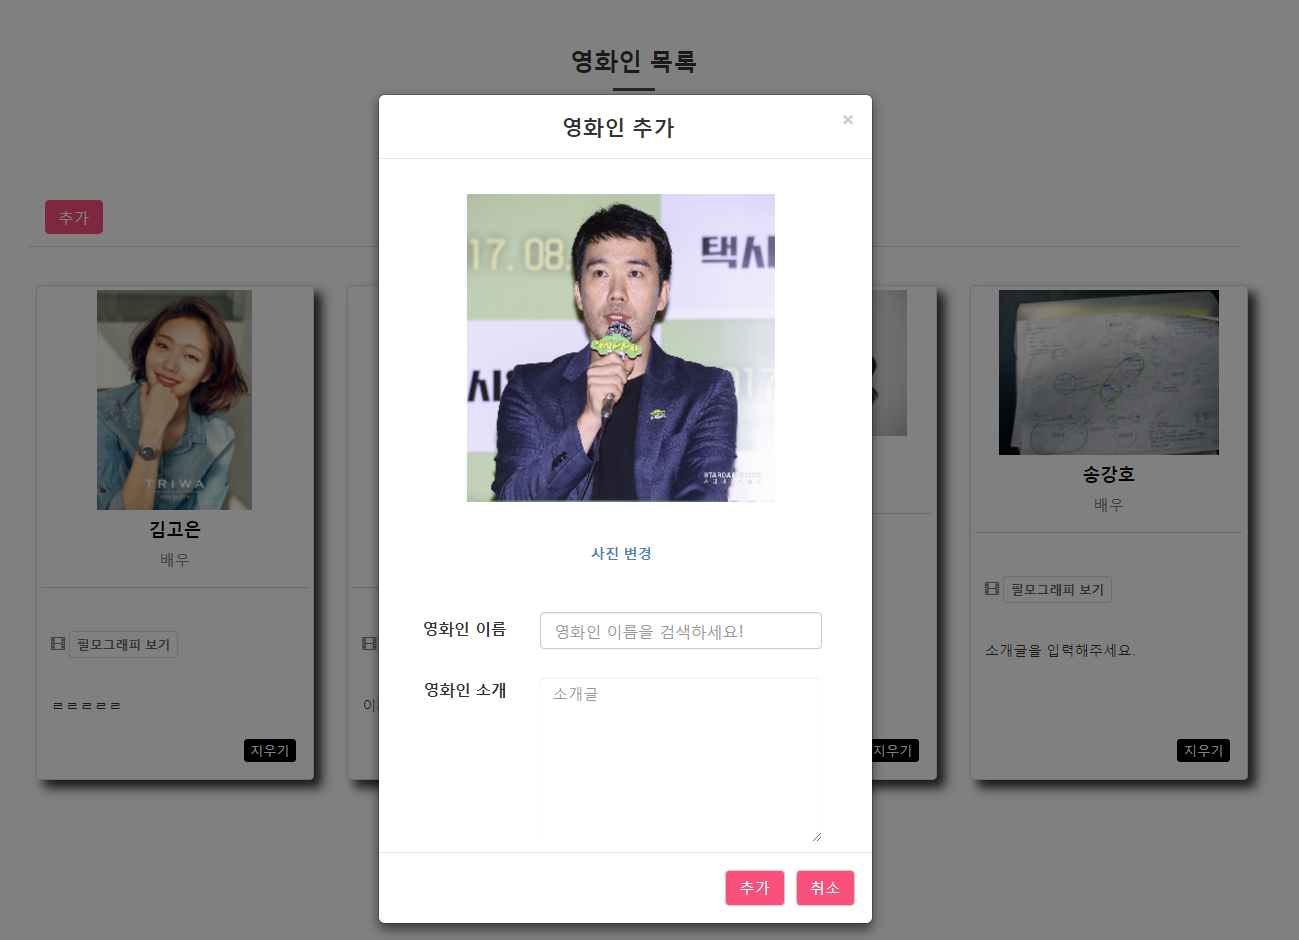 영화인 목록
영화인 추가
×
추가
17. 08.
택시
TRIWA
김고은
배우
송강호
배우
사진 변경
필모그래피 보기
필모그래피 보기
영화인 이름
영화인 이름을 검색하세요!
소개글을 입력해주세요.
영화인 소개
소개글
ㄹㄹㄹㄹㄹ
이
지우기
지우기
지우기
추가
취소